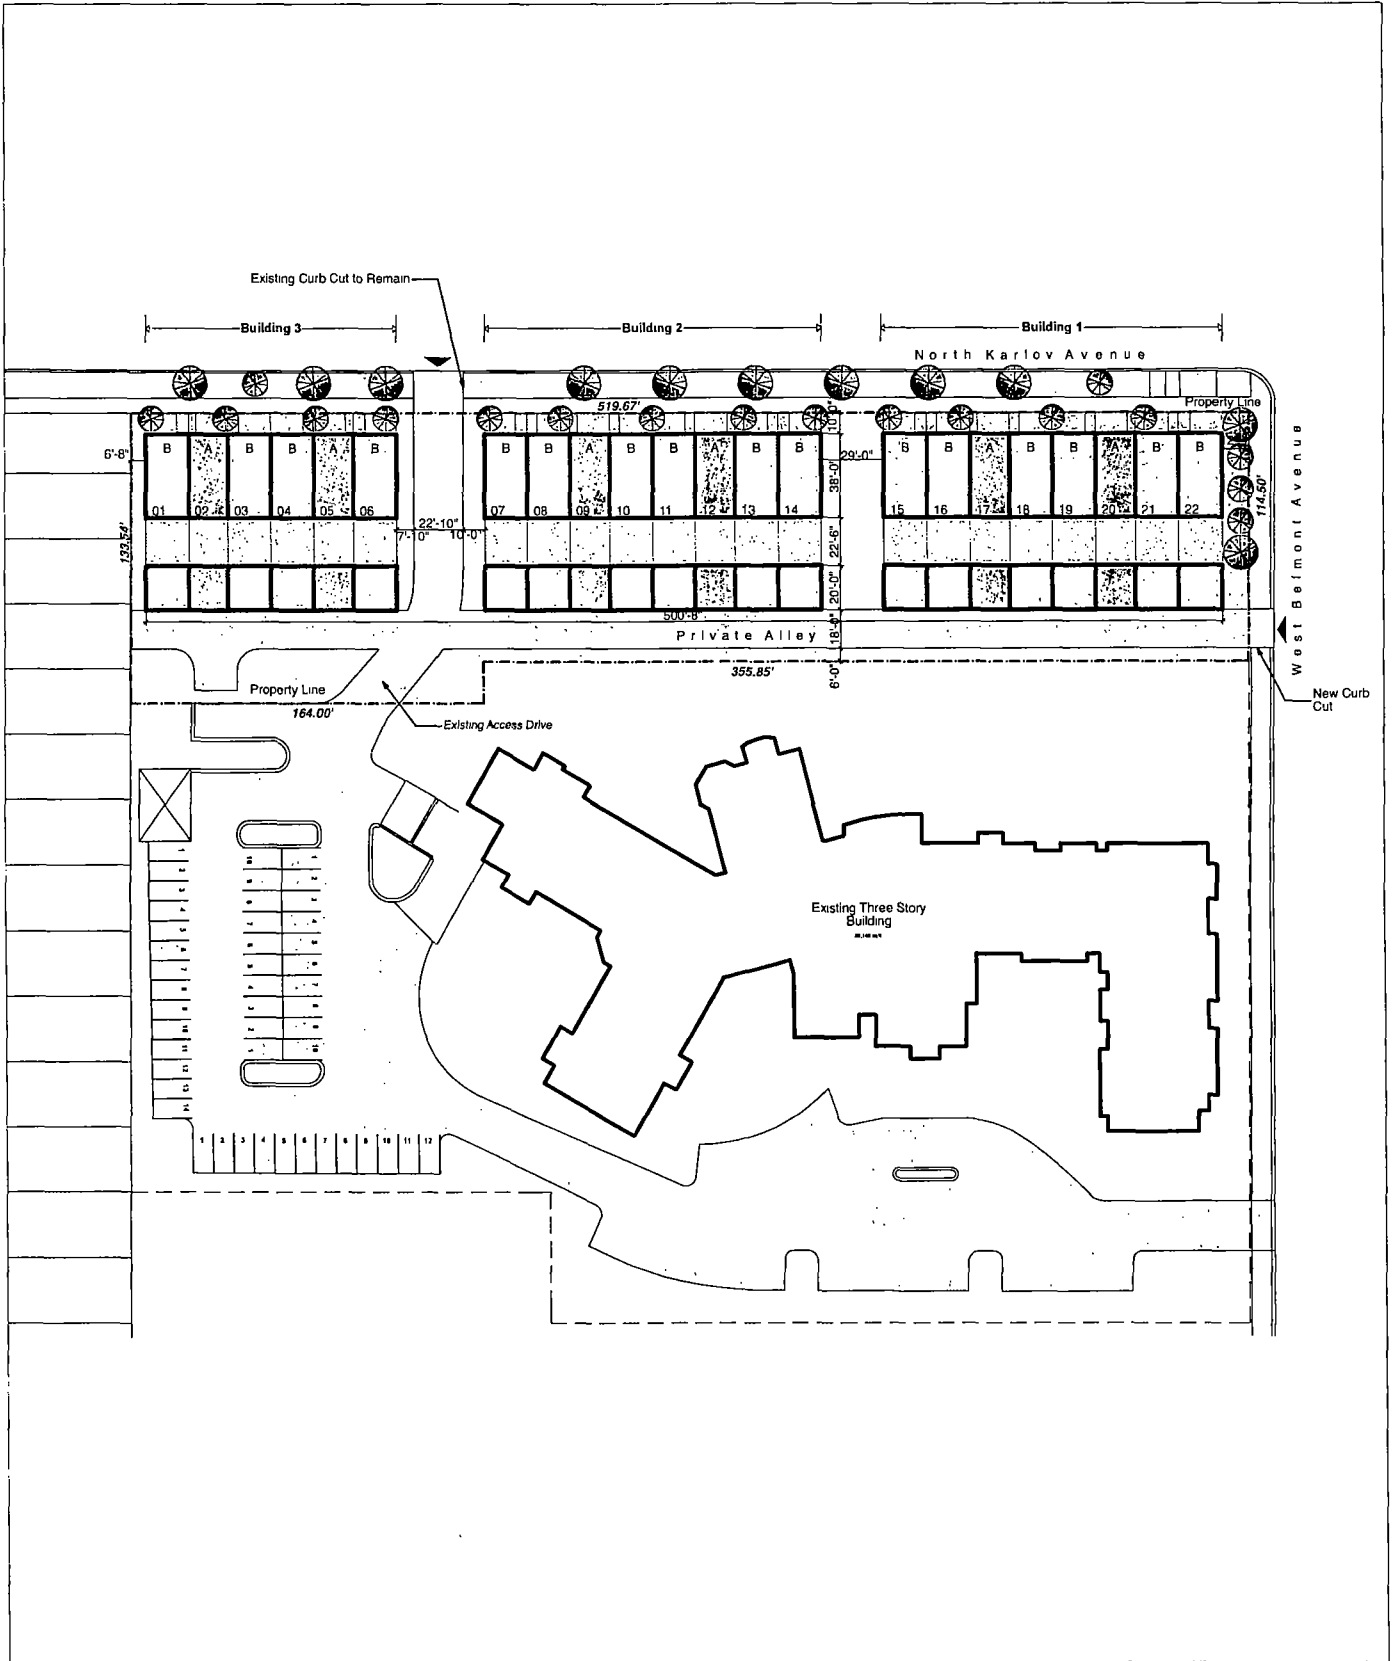 Existing Curb Cut to Remain
Building 3
Building 2
Building 1
North Karlov Avenue
519.67'
Property Line
10'-0"
B A B B A B
B B A B B A B B
B B A B B A B B
6'-8"
38'-0"
29'-0"
01 02 03 04 05 06
07 08 09 10 11 12 13 14
15 16 17 18 19 20 21 22
114.50'
West Belmont Avenue
133.54'
22'-10"
7'-10" 10'-0"
22'-6"
20'-0"
500'-8"
Private Alley
18'-0"
6'-0"
355.85'
Property Line
164.00'
Existing Access Drive
New Curb
Cut
Existing Three Story
Building
1 2 3 4 5 6 7 8 9 10 11 12